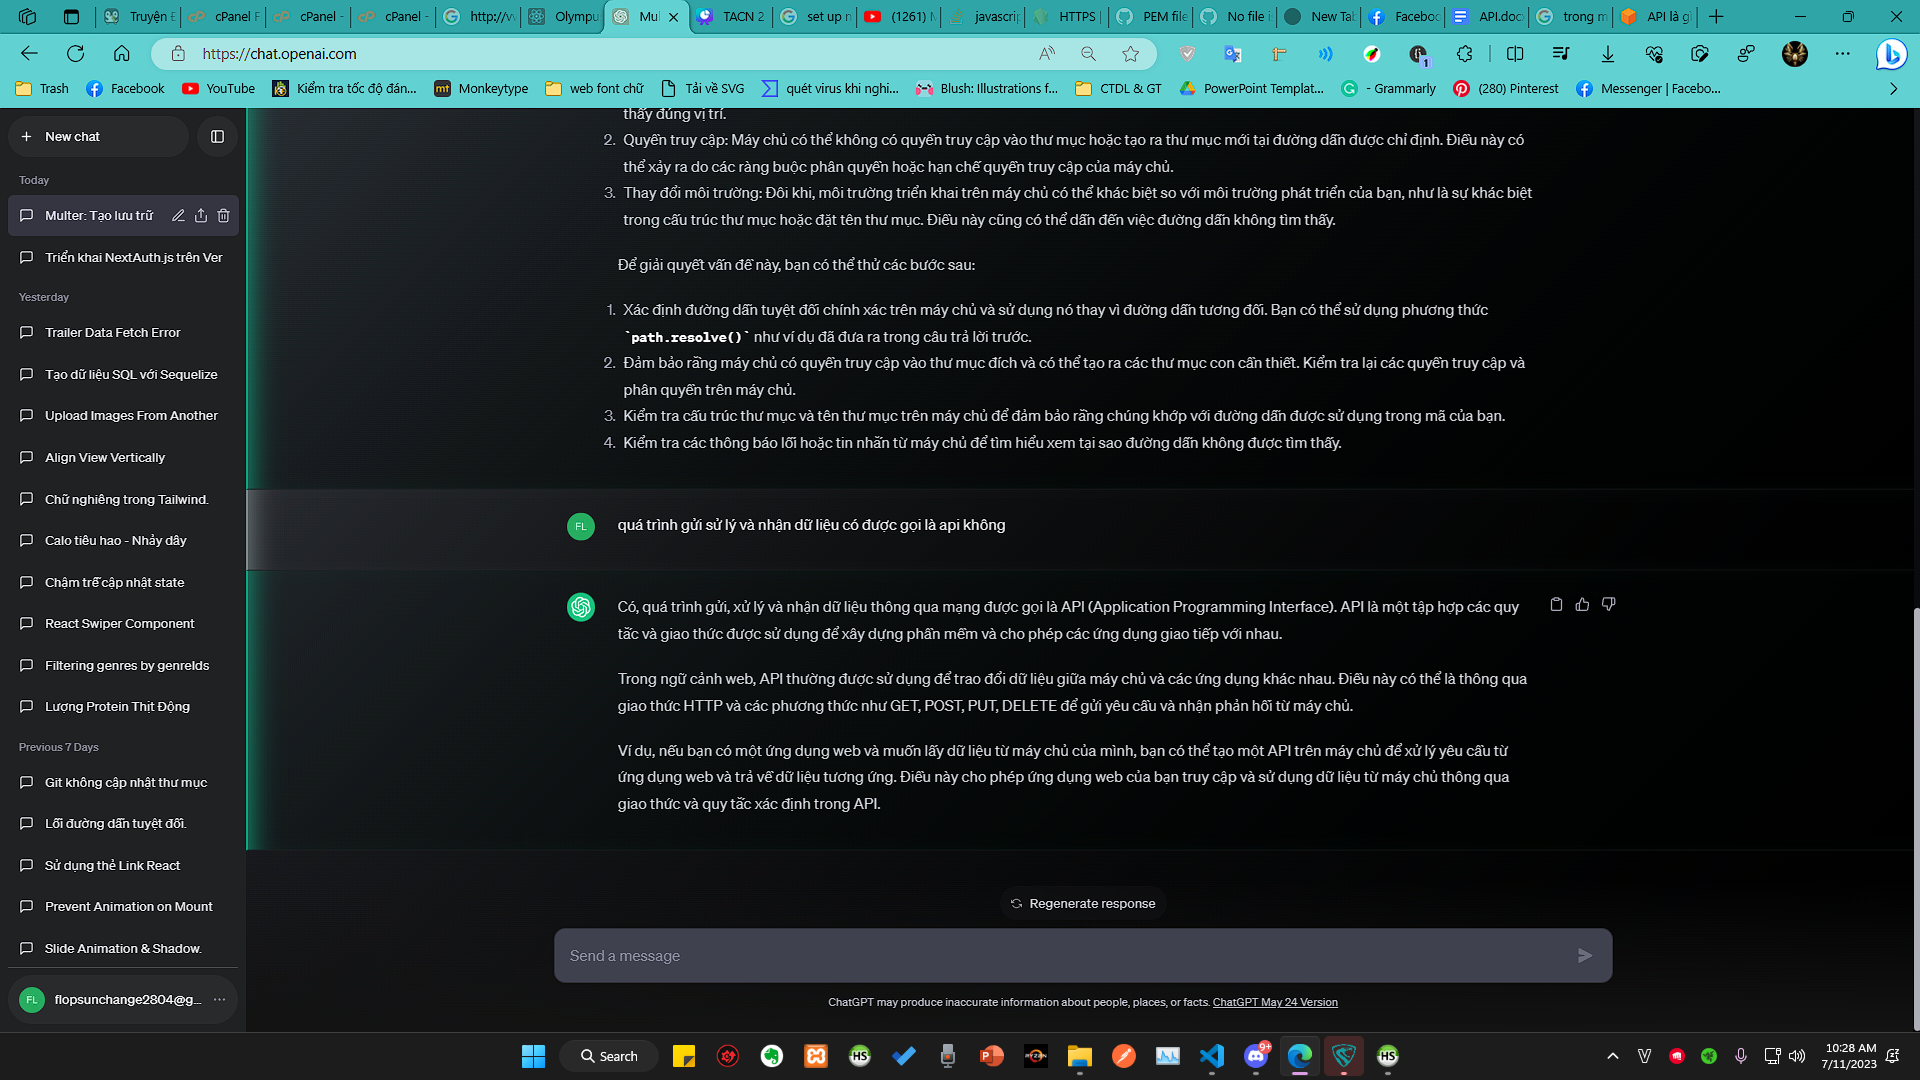 Truyện Đ
cPanel F
cPanel -
cPanel -
http://v
Olympu
Mul
TACN 2
set up n
(1261) M
javascrip
HTTPS
PEM file
No file i
New Tab
Faceboo
API.doc
trong m
API là g
https://chat.openai.com
Trash
Facebook
YouTube
Kiểm tra tốc độ đán...
Monkeytype
web font chữ
Tải về SVG
quét virus khi nghi...
Blush: Illustrations f...
CTDL & GT
PowerPoint Templat...
- Grammarly
(280) Pinterest
Messenger | Facebo...
New chat
Today
Multer: Tạo lưu trữ
Triển khai NextAuth.js trên Ver
Yesterday
Trailer Data Fetch Error
Tạo dữ liệu SQL với Sequelize
Upload Images From Another
Align View Vertically
Chữ nghiêng trong Tailwind.
Calo tiêu hao - Nhảy dây
Chậm trễ cập nhật state
React Swiper Component
Filtering genres by genreIds
Lượng Protein Thịt Động
Previous 7 Days
Git không cập nhật thư mục
Lỗi đường dẫn tuyệt đối.
Sử dụng thẻ Link React
Prevent Animation on Mount
Slide Animation & Shadow.
FL
flopsunchange2804@g...
thấy đúng vị trí.
2. Quyền truy cập: Máy chủ có thể không có quyền truy cập vào thư mục hoặc tạo ra thư mục mới tại đường dẫn được chỉ định. Điều này có
thể xảy ra do các ràng buộc phân quyền hoặc hạn chế quyền truy cập của máy chủ.
3. Thay đổi môi trường: Đôi khi, môi trường triển khai trên máy chủ có thể khác biệt so với môi trường phát triển của bạn, như là sự khác biệt
trong cấu trúc thư mục hoặc đặt tên thư mục. Điều này cũng có thể dẫn đến việc đường dẫn không tìm thấy.
Để giải quyết vấn đề này, bạn có thể thử các bước sau:
1. Xác định đường dẫn tuyệt đối chính xác trên máy chủ và sử dụng nó thay vì đường dẫn tương đối. Bạn có thể sử dụng phương thức
`path.resolve()` như ví dụ đã đưa ra trong câu trả lời trước.
2. Đảm bảo rằng máy chủ có quyền truy cập vào thư mục đích và có thể tạo ra các thư mục con cần thiết. Kiểm tra lại các quyền truy cập và
phân quyền trên máy chủ.
3. Kiểm tra cấu trúc thư mục và tên thư mục trên máy chủ để đảm bảo rằng chúng khớp với đường dẫn được sử dụng trong mã của bạn.
4. Kiểm tra các thông báo lỗi hoặc tin nhắn từ máy chủ để tìm hiểu xem tại sao đường dẫn không được tìm thấy.
FL
quá trình gửi sử lý và nhận dữ liệu có được gọi là api không
Có, quá trình gửi, xử lý và nhận dữ liệu thông qua mạng được gọi là API (Application Programming Interface). API là một tập hợp các quy
tắc và giao thức được sử dụng để xây dựng phần mềm và cho phép các ứng dụng giao tiếp với nhau.
Trong ngữ cảnh web, API thường được sử dụng để trao đổi dữ liệu giữa máy chủ và các ứng dụng khác nhau. Điều này có thể là thông qua
giao thức HTTP và các phương thức như GET, POST, PUT, DELETE để gửi yêu cầu và nhận phản hồi từ máy chủ.
Ví dụ, nếu bạn có một ứng dụng web và muốn lấy dữ liệu từ máy chủ của mình, bạn có thể tạo một API trên máy chủ để xử lý yêu cầu từ
ứng dụng web và trả về dữ liệu tương ứng. Điều này cho phép ứng dụng web của bạn truy cập và sử dụng dữ liệu từ máy chủ thông qua
giao thức và quy tắc xác định trong API.
Regenerate response
Send a message
ChatGPT may produce inaccurate information about people, places, or facts. ChatGPT May 24 Version
Search
9+
10:28 AM
7/11/2023